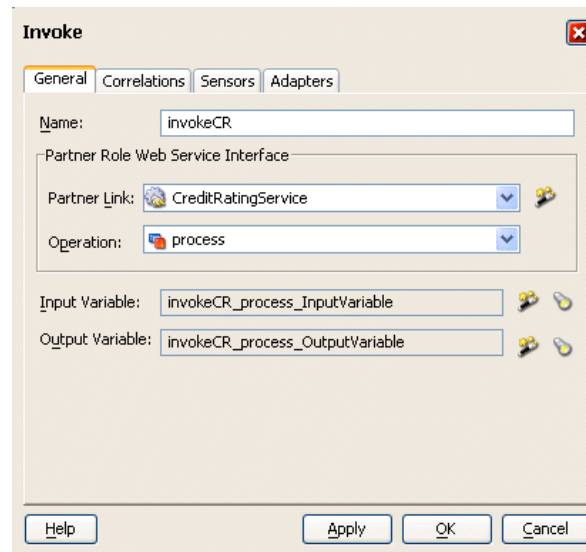 Invoke
General Correlations Sensors Adapters
Name: invokeCR
Partner Role Web Service Interface
Partner Link: CreditRatingService
Operation: process
Input Variable: invokeCR_process_InputVariable
Output Variable: invokeCR_process_OutputVariable
Help Apply OK Cancel